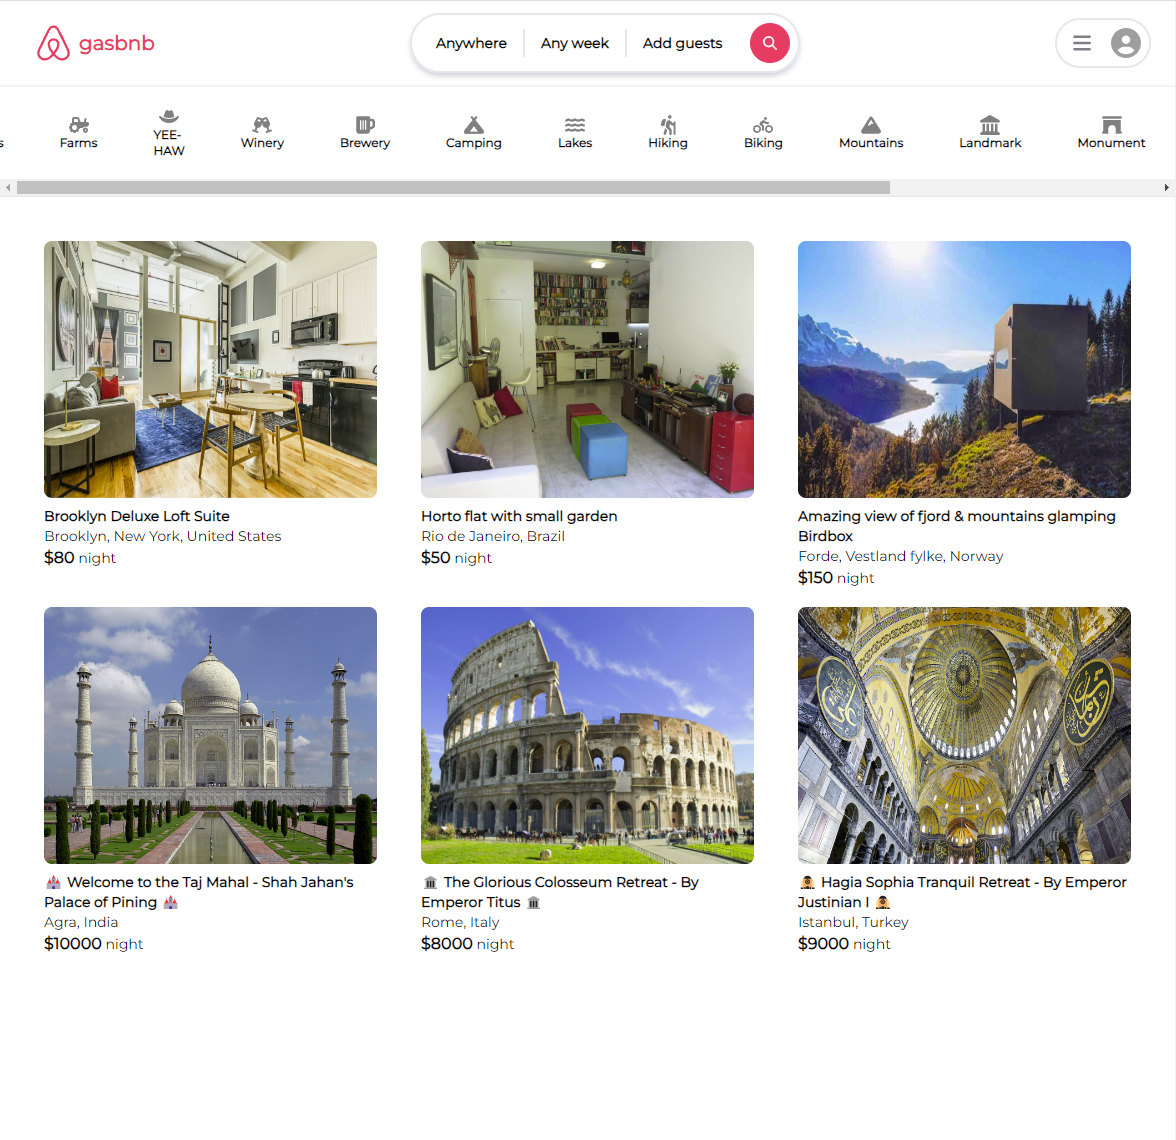 gasbnb
Anywhere
Any week
Add guests
s
Farms
YEE-
HAW
Winery
Brewery
Camping
Lakes
Hiking
Biking
Mountains
Landmark
Monument
Brooklyn Deluxe Loft Suite
Brooklyn, New York, United States
$80 night
Horto flat with small garden
Rio de Janeiro, Brazil
$50 night
Amazing view of fjord & mountains glamping
Birdbox
Forde, Vestland fylke, Norway
$150 night
🏰 Welcome to the Taj Mahal - Shah Jahan's
Palace of Pining 🏰
Agra, India
$10000 night
🏛️ The Glorious Colosseum Retreat - By
Emperor Titus 🏛️
Rome, Italy
$8000 night
🕌 Hagia Sophia Tranquil Retreat - By Emperor
Justinian I 🕌
Istanbul, Turkey
$9000 night